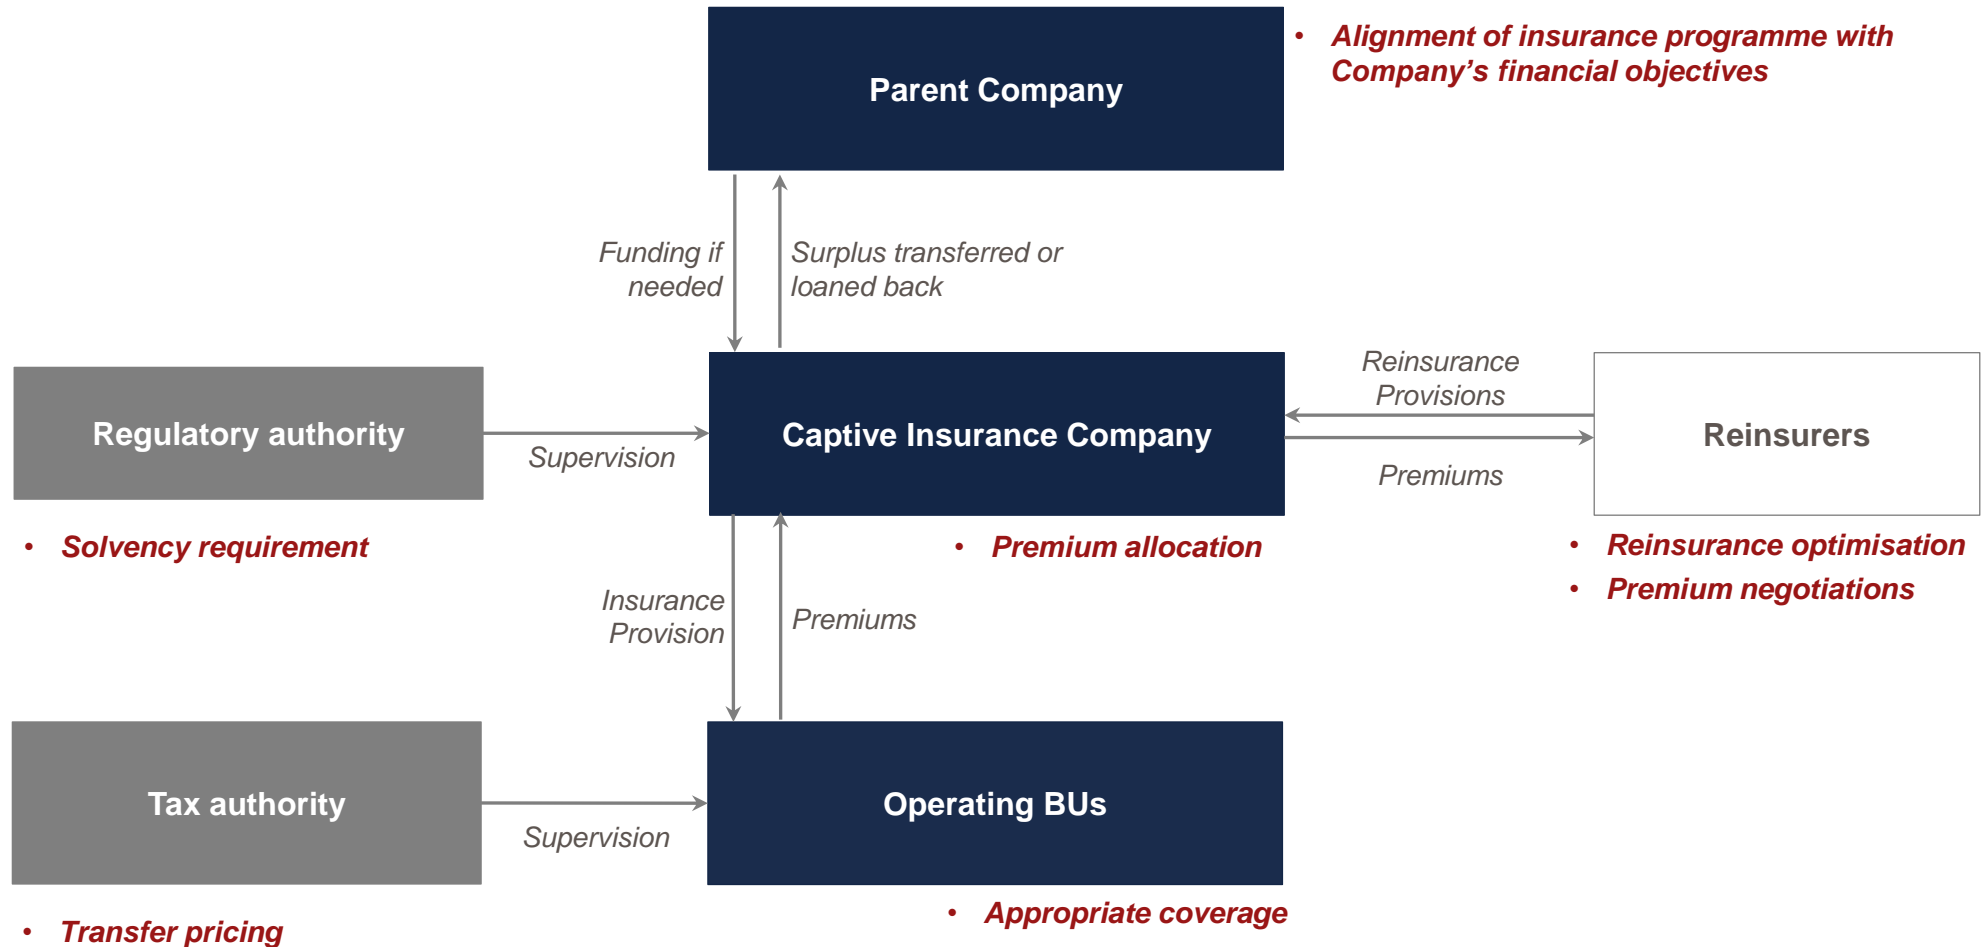 Parent Company
• Alignment of insurance programme with
Company's financial objectives
Funding if
needed
Surplus transferred or
loaned back
Regulatory authority
Supervision
Captive Insurance Company
Reinsurance
Provisions
Premiums
Reinsurers
• Solvency requirement
• Premium allocation
• Reinsurance optimisation
• Premium negotiations
Insurance
Provision
Premiums
Tax authority
Supervision
Operating BUs
• Transfer pricing
• Appropriate coverage